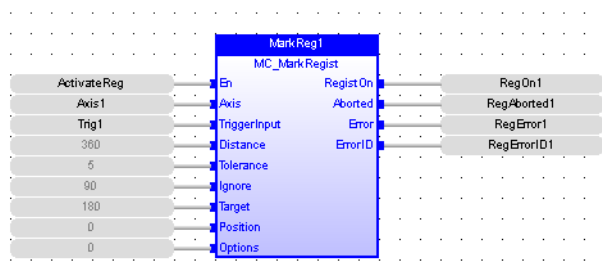 MarkReg1
MC_MarkRegist
ActivateReg En RegistOn RegOn1
Axis1 Axis Aborted RegAborted1
Trig1 TriggerInput Error RegError1
360 Distance ErrorID RegErrorID1
5 Tolerance
90 Ignore
180 Target
0 Position
0 Options